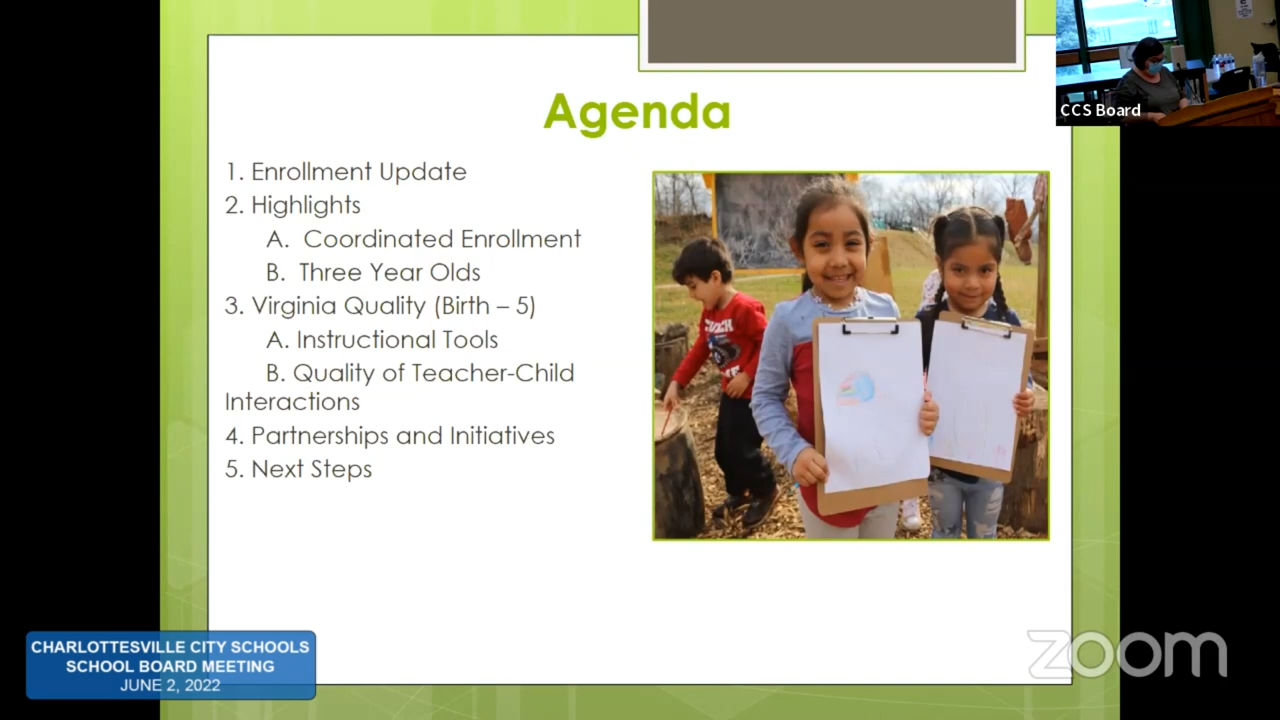 Agenda
1. Enrollment Update
2. Highlights
A. Coordinated Enrollment
B. Three Year Olds
3. Virginia Quality (Birth – 5)
A. Instructional Tools
B. Quality of Teacher-Child
Interactions
4. Partnerships and Initiatives
5. Next Steps
CCS Board
CHARLOTTESVILLE CITY SCHOOLS
SCHOOL BOARD MEETING
JUNE 2, 2022
zoom